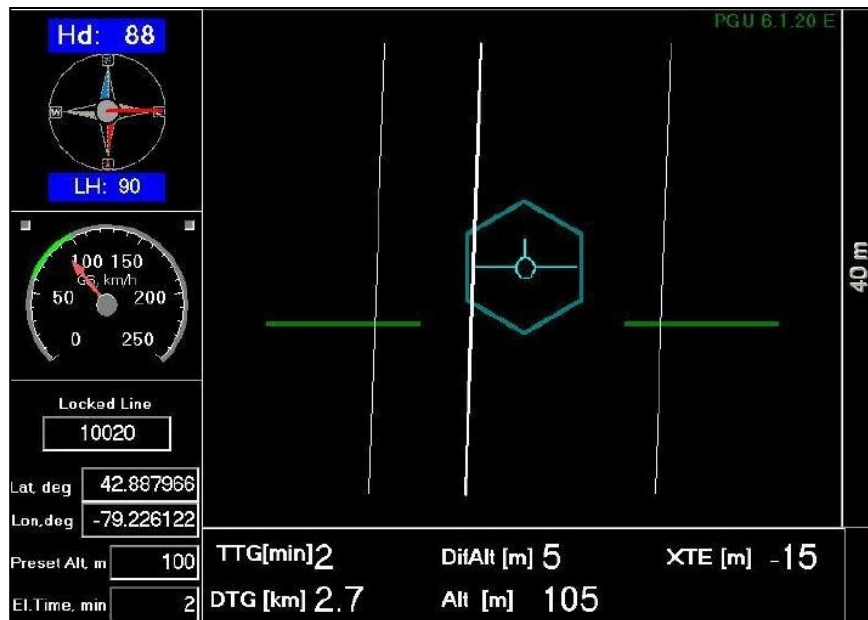 Hd: 88
PGU 6.1.20 E
N
W
E
LH: 90
100 150
GS, km/h
50
200
0
250
40 m
Locked Line
10020
Lat, deg 42.887966
Lon,deg -79.226122
Preset Alt, m 100
El.Time, min 2
TTG[min]2
DifAlt [m] 5
XTE [m] -15
DTG [km] 2.7
Alt [m] 105